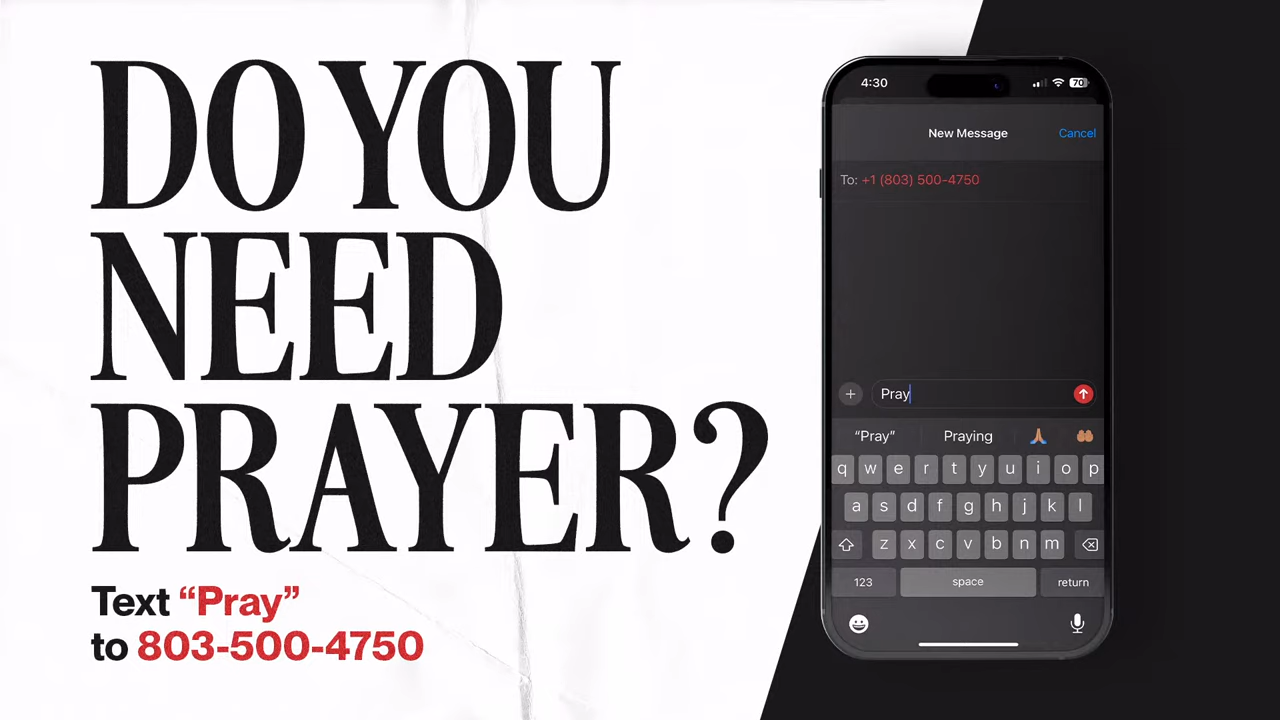 DO YOU
NEED
PRAYER?
Text “Pray”
to 803-500-4750
4:30
70
New Message
Cancel
To: +1 (803) 500-4750
+
Pray
“Pray”
Praying
q w e r t y u i o p
a s d f g h j k l
z x c v b n m
123
space
return